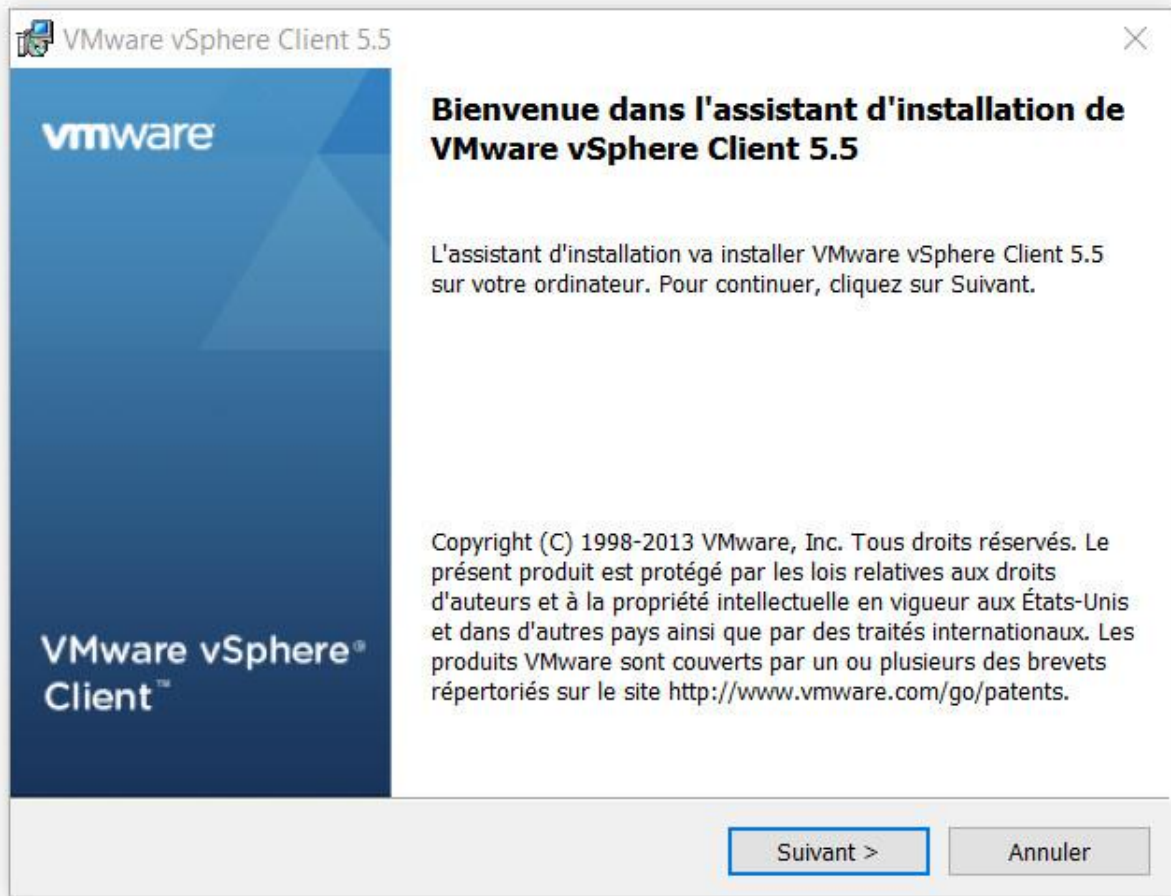 VMware vSphere Client 5.5
vmware
Bienvenue dans l'assistant d'installation de
VMware vSphere Client 5.5
L'assistant d'installation va installer VMware vSphere Client 5.5
sur votre ordinateur. Pour continuer, cliquez sur Suivant.
Copyright (C) 1998-2013 VMware, Inc. Tous droits réservés. Le
présent produit est protégé par les lois relatives aux droits
d'auteurs et à la propriété intellectuelle en vigueur aux États-Unis
et dans d'autres pays ainsi que par des traités internationaux. Les
produits VMware sont couverts par un ou plusieurs des brevets
répertoriés sur le site http://www.vmware.com/go/patents.
VMware vSphere®
Client™
Suivant >
Annuler